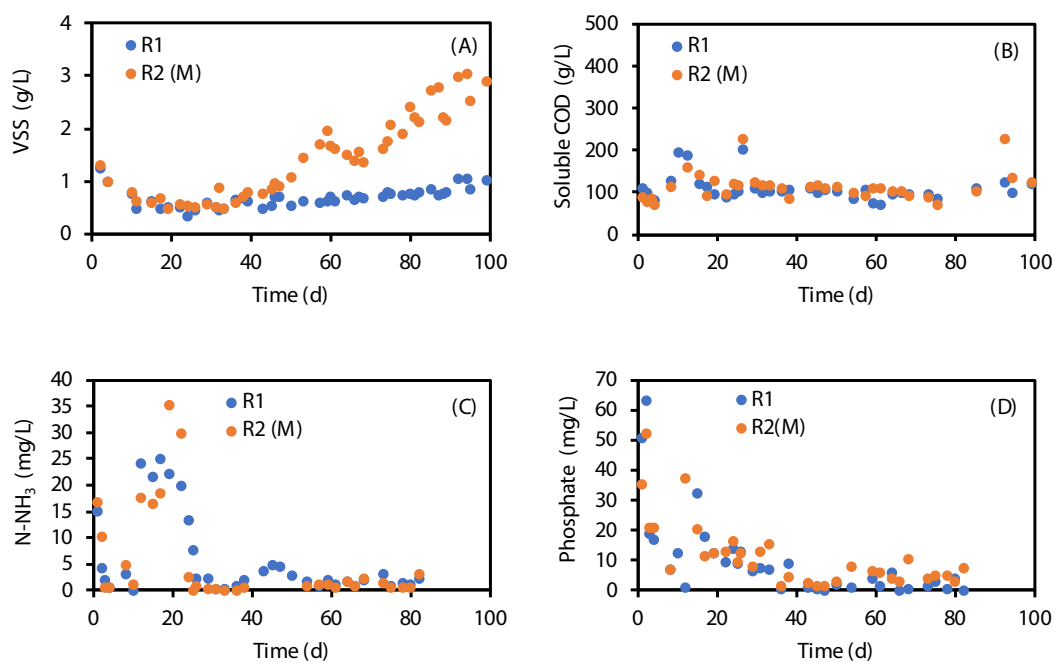 4
3
2
1
0
VSS (g/L)
R1
R2 (M)
(A)
0 20 40 60 80 100
Time (d)
500
400
300
200
100
0
Soluble COD (g/L)
R1
R2 (M)
(B)
0 20 40 60 80 100
Time (d)
40
35
30
25
20
15
10
5
0
N-NH₃ (mg/L)
R1
R2 (M)
(C)
0 20 40 60 80 100
Time (d)
70
60
50
40
30
20
10
0
Phosphate (mg/L)
R1
R2(M)
(D)
0 20 40 60 80 100
Time (d)